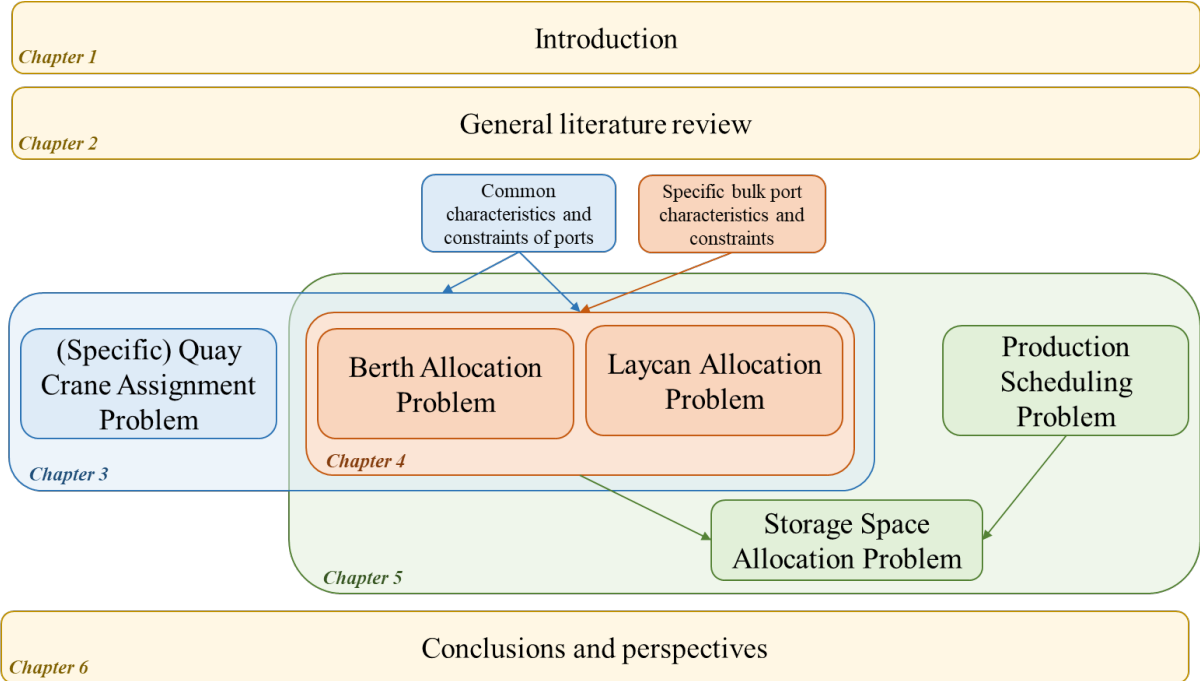 Introduction
Chapter 1
General literature review
Chapter 2
Common
characteristics and
constraints of ports
Specific bulk port
characteristics and
constraints
(Specific) Quay
Crane Assignment
Problem
Berth Allocation
Problem
Laycan Allocation
Problem
Production
Scheduling
Problem
Chapter 4
Chapter 3
Storage Space
Allocation Problem
Chapter 5
Conclusions and perspectives
Chapter 6